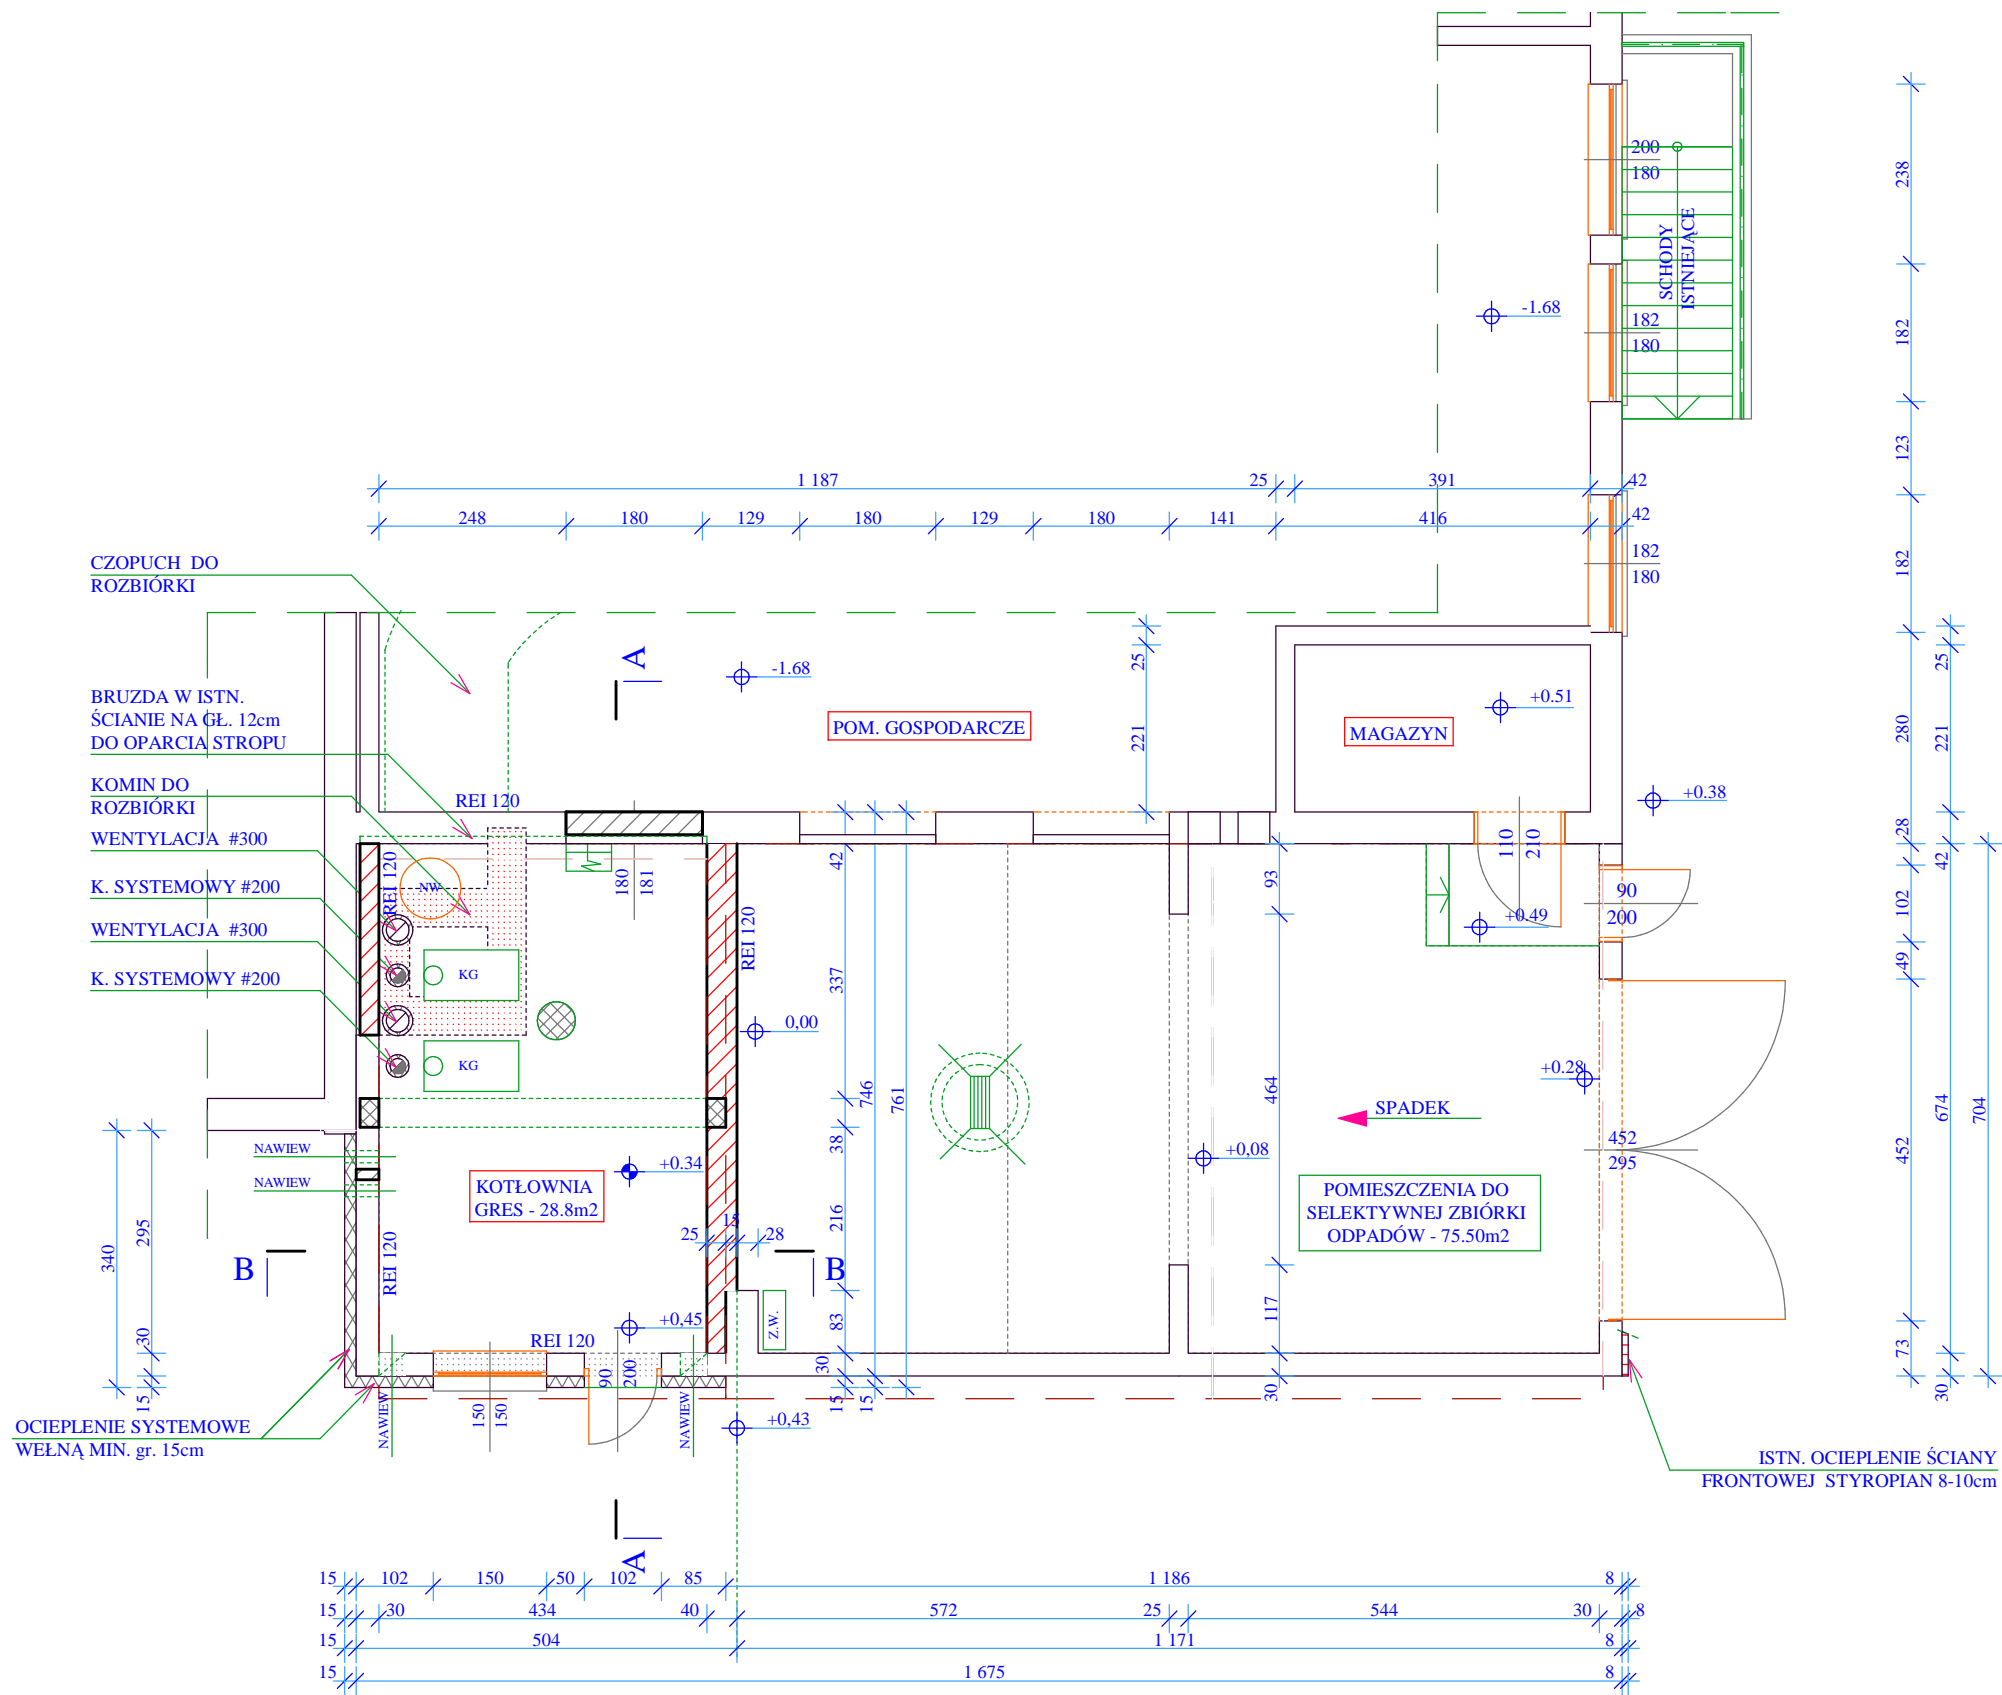 200
180
238
SCHODY
ISTNIEJĄCE
-1.68
182
180
182
123
1 187
25
391
42
248
180
129
180
129
180
141
416
42
182
180
182
CZOPUCH DO
ROZBIÓRKI
A
-1.68
25
25
+0.51
BRUZDA W ISTN.
ŚCIANIE NA GŁ. 12cm
DO OPARCIA STROPU
POM. GOSPODARCZE
MAGAZYN
221
280
221
KOMIN DO
ROZBIÓRKI
REI 120
+0.38
WENTYLACJA #300
110
210
28
42
42
K. SYSTEMOWY #200
REI 120
NW
180
181
93
90
200
102
+0.49
WENTYLACJA #300
REI 120
49
K. SYSTEMOWY #200
KG
337
0,00
KG
746
761
464
+0.28
674
704
SPADEK
NAWIEW
38
+0,08
452
295
452
NAWIEW
+0.34
KOTŁOWNIA
GRES - 28.8m2
POMIESZCZENIA DO
SELEKTYWNEJ ZBIÓRKI
ODPADÓW - 75.50m2
340
295
REI 120
25
15
28
216
B
B
117
+0,45
Z.W.
83
30
REI 120
73
90
200
30
15
15
15
30
30
NAWIEW
150
150
NAWIEW
+0,43
OCIEPLENIE SYSTEMOWE
WEŁNĄ MIN. gr. 15cm
ISTN. OCIEPLENIE ŚCIANY
FRONTOWEJ STYROPIAN 8-10cm
A
15
102
150
50
102
85
1 186
8
15
30
434
40
572
25
544
30
8
15
504
1 171
8
15
1 675
8